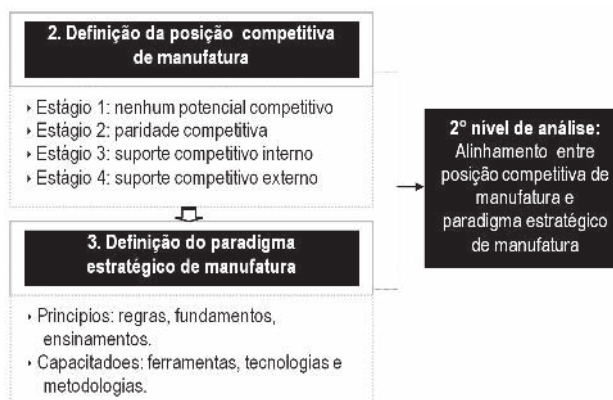 2. Definição da posição competitiva
de manufatura
‣ Estágio 1: nenhum potencial competitivo
‣ Estágio 2: paridade competitiva
‣ Estágio 3: suporte competitivo interno
‣ Estágio 4: suporte competitivo externo
3. Definição do paradigma
estratégico de manufatura
‣ Principios: regras, fundamentos,
ensinamentos.
‣ Capacitadoes: ferramentas, tecnologias e
metodologias.
2º nível de análise:
Alinhamento entre
posição competitiva de
manufatura e
paradigma estratégico
de manufatura